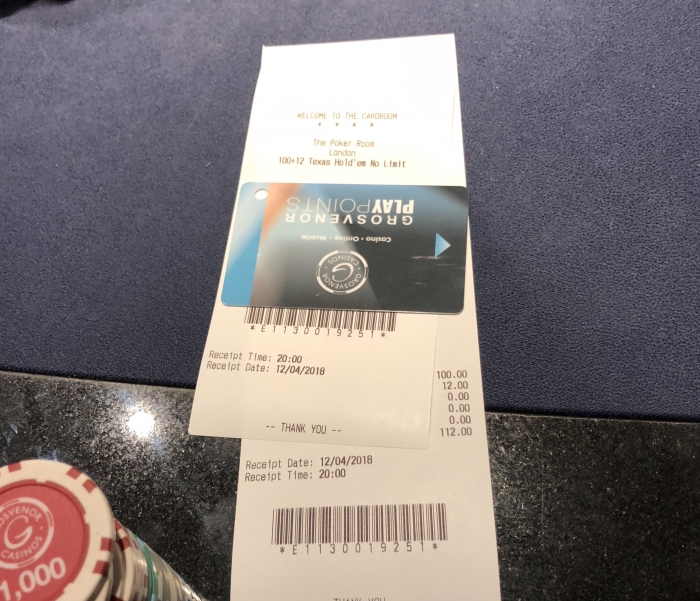 WELCOME TO THE CARDROOM
* * * *
The Poker Room
London
100+12 Texas Hold'em No Limit
GROSVENOR
PLAYPOINTS
Casino • Online • Mobile
GROSVENOR
G
CASINOS
*E1130019251*
Receipt Time: 20:00
Receipt Date: 12/04/2018
-- THANK YOU --
100.00
12.00
0.00
0.00
0.00
112.00
Receipt Date: 12/04/2018
Receipt Time: 20:00
*E1130019251*
THANK YOU
GROSVENOR
G
CASINOS
1,000